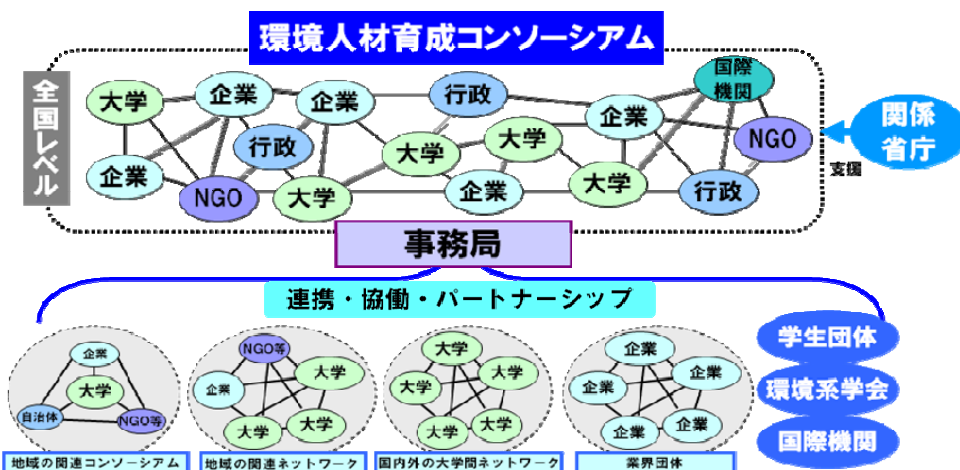 環境人材育成コンソーシアム
全国レベル
大学
企業
企業
行政
国際
機関
企業
行政
大学
大学
企業
NGO
企業
NGO
大学
企業
大学
行政
関係
省庁
支援
事務局
連携・協働・パートナーシップ
企業
大学
自治体
NGO等
地域の関連コンソーシアム
NGO等
企業
大学
大学
大学
地域の関連ネットワーク
大学
大学
大学
大学
大学
国内外の大学間ネットワーク
企業
企業
企業
企業
企業
業界団体
学生団体
環境系学会
国際機関